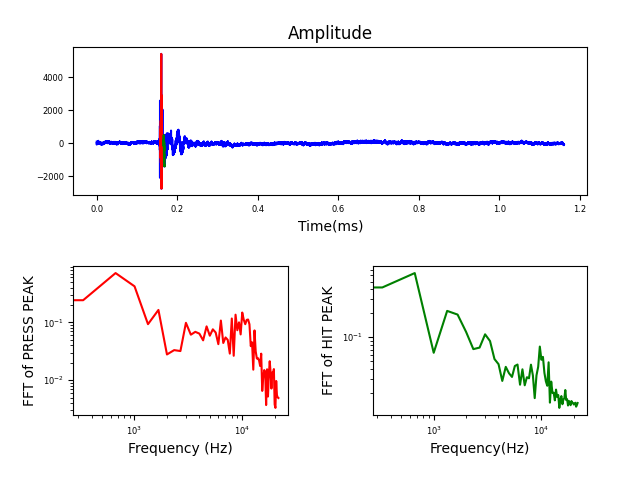 Amplitude
4000
2000
0
−2000
0.0 0.2 0.4 0.6 0.8 1.0 1.2
Time(ms)
FFT of PRESS PEAK
10⁻¹
10⁻²
10³ 10⁴
Frequency (Hz)
FFT of HIT PEAK
10⁻¹
10³ 10⁴
Frequency(Hz)